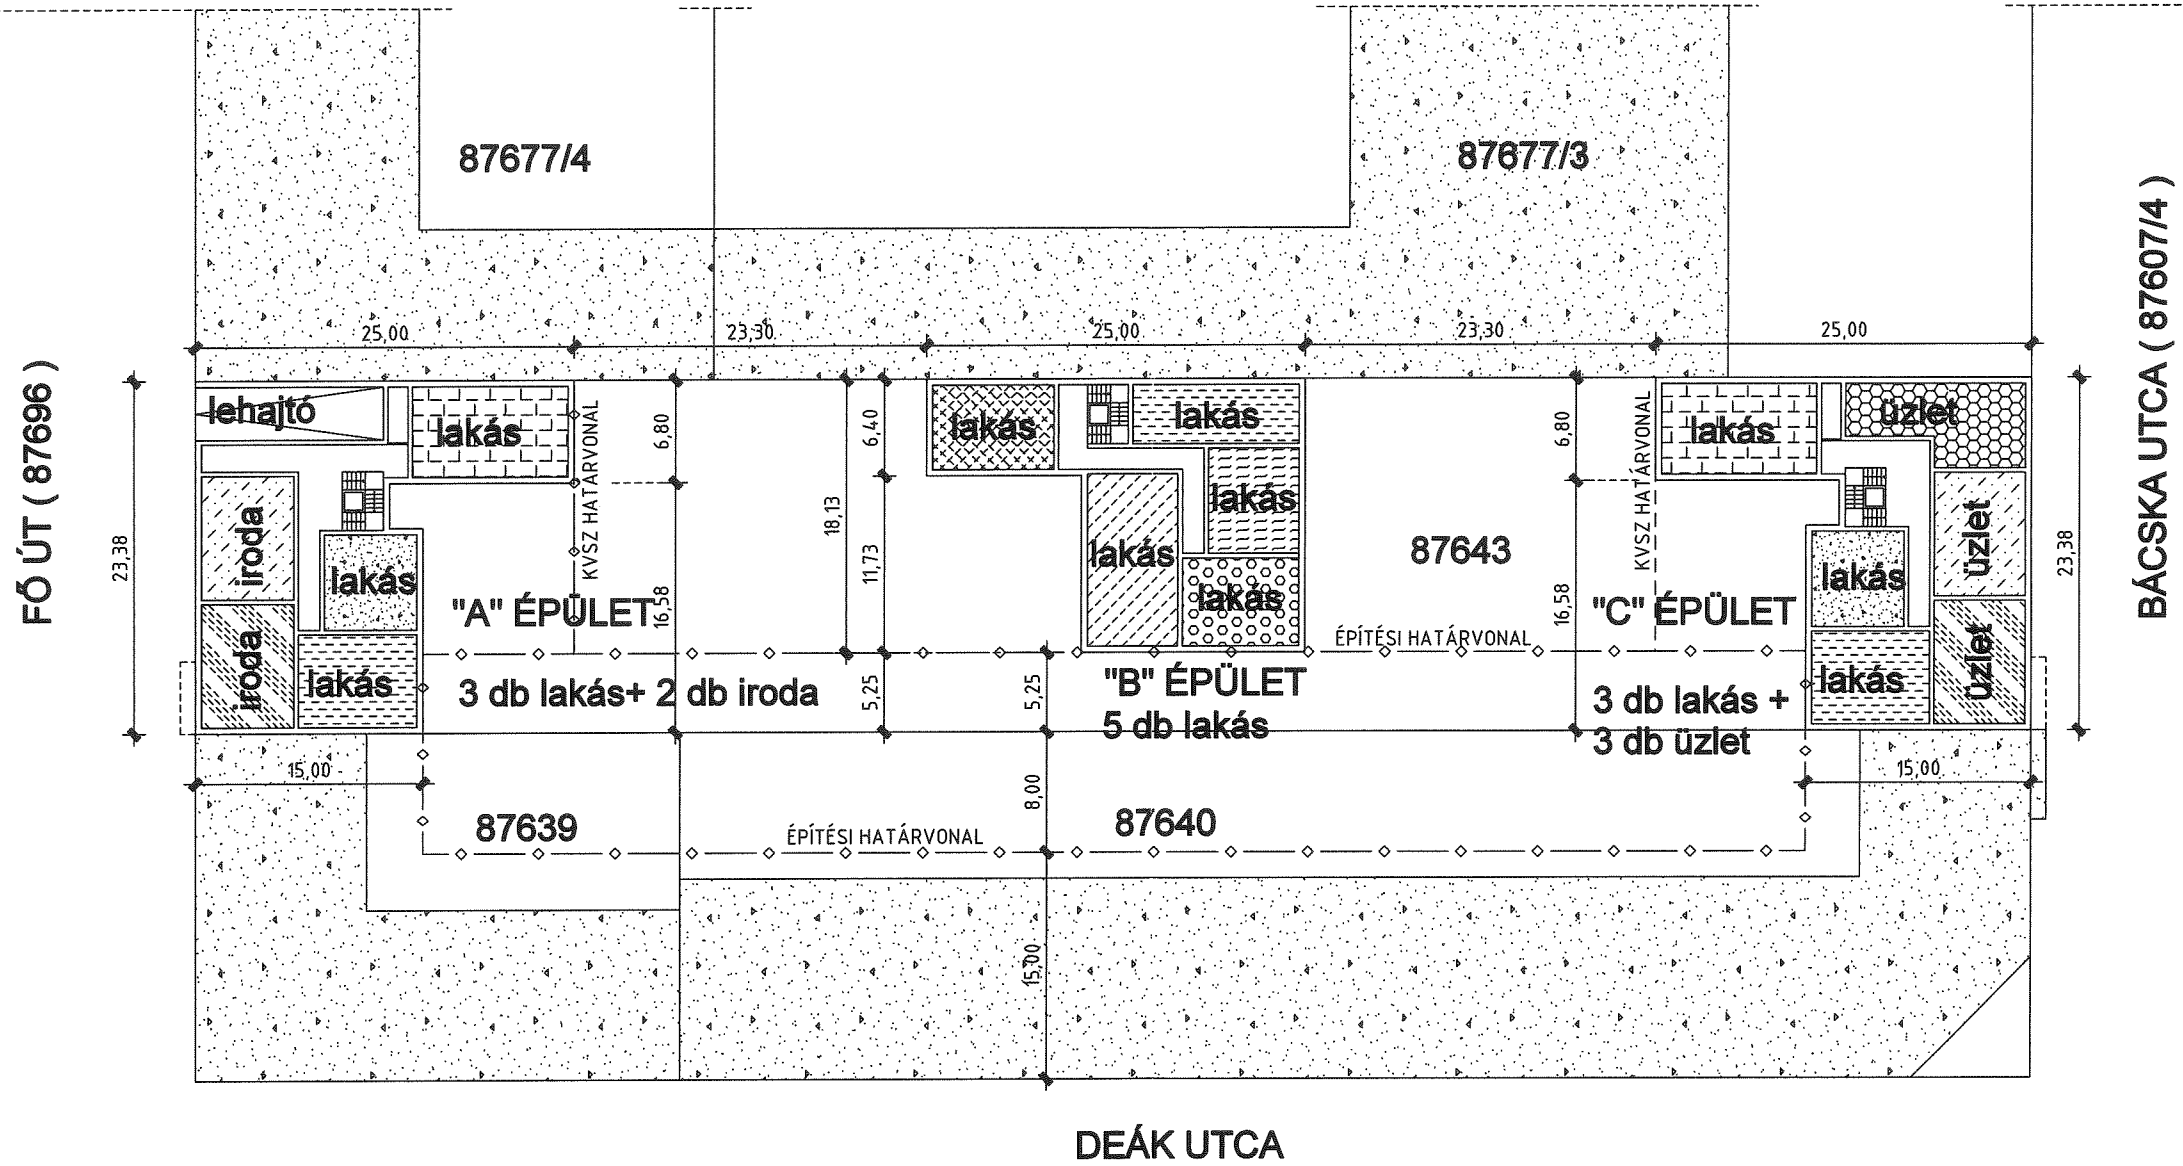 87677/4
87677/3
25,00
23,30
25,00
23,30
25,00
FŐ ÚT ( 87696 )
23,38
lehajtó
lakás
iroda
lakás
iroda
lakás
KVSZ HATÁRVONAL
6,80
16,58
"A" ÉPÜLET
3 db lakás+ 2 db iroda
18,13
6,40
11,73
5,25
lakás
lakás
lakás
lakás
lakás
5,25
"B" ÉPÜLET
5 db lakás
87643
ÉPÍTÉSI HATÁRVONAL
6,80
16,58
KVSZ HATÁRVONAL
"C" ÉPÜLET
3 db lakás +
3 db üzlet
lakás
üzlet
lakás
üzlet
lakás
üzlet
23,38
BÁCSKA UTCA ( 87607/4 )
15,00
15,00
8,00
87639
ÉPÍTÉSI HATÁRVONAL
87640
15,00
DEÁK UTCA